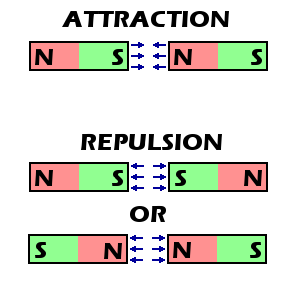 ATTRACTION
N S N S
REPULSION
N S S N
OR
S N N S